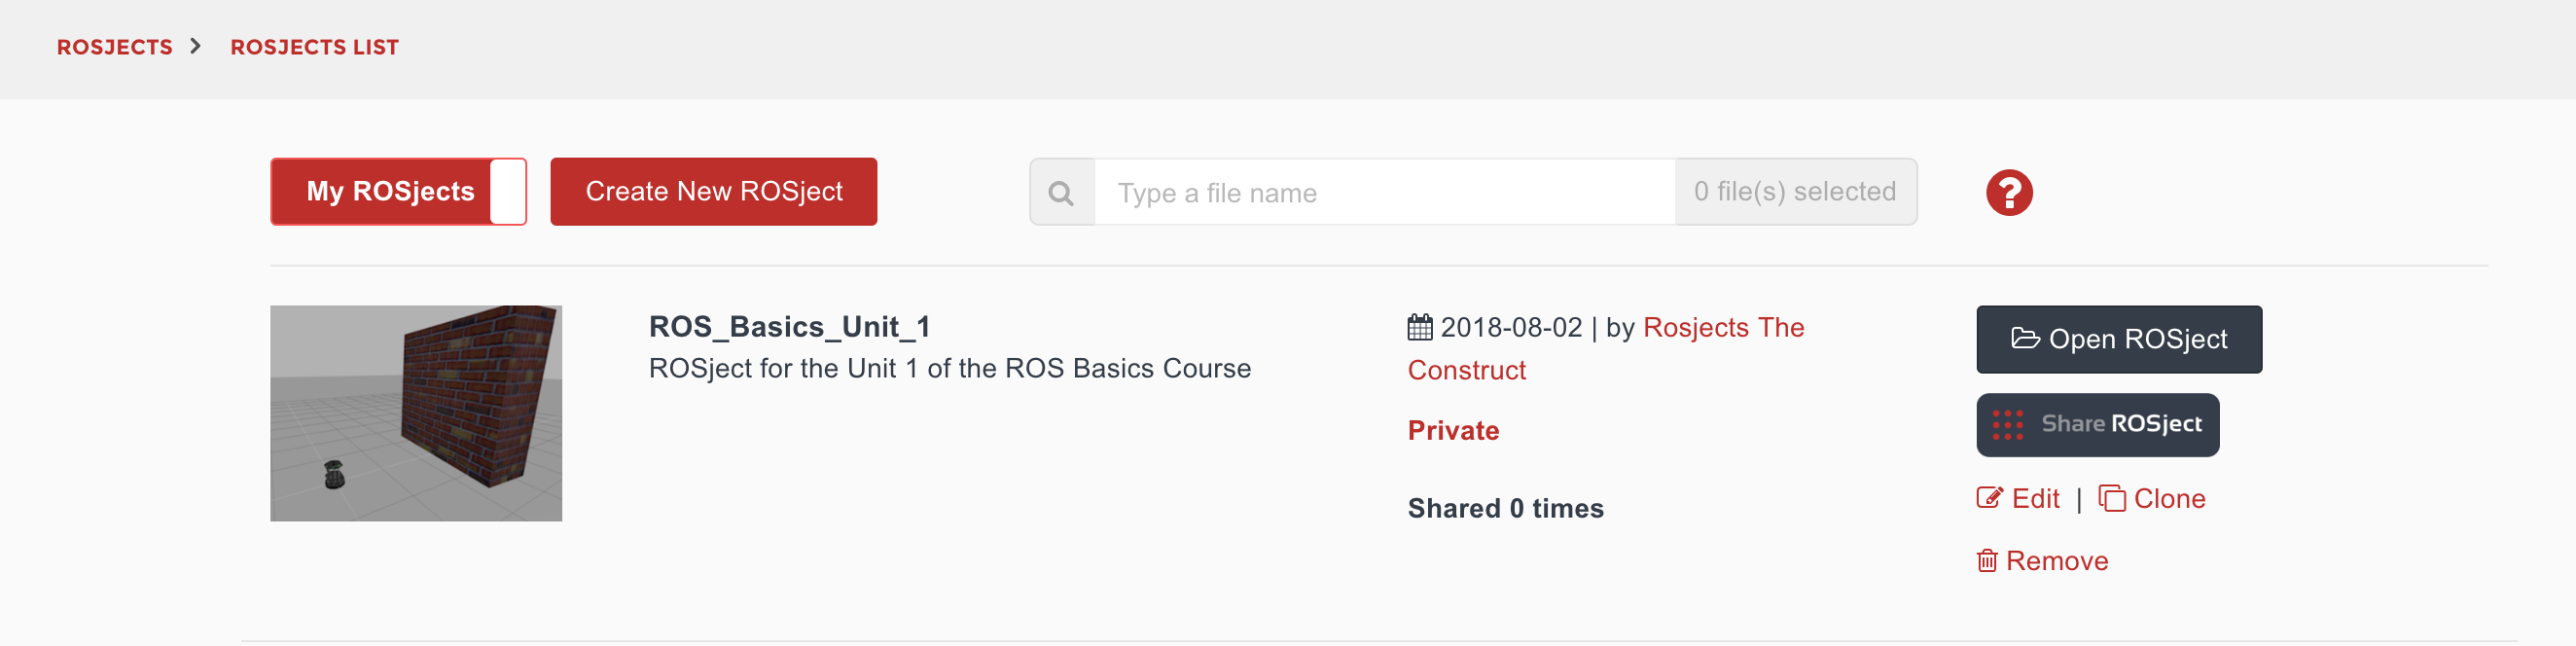 ROSJECTS > ROSJECTS LIST
My ROSjects
Create New ROSject
Type a file name
0 file(s) selected
?
ROS_Basics_Unit_1
ROSject for the Unit 1 of the ROS Basics Course
2018-08-02 | by Rosjects The
Construct
Private
Shared 0 times
Open ROSject
Share ROSject
Edit | Clone
Remove